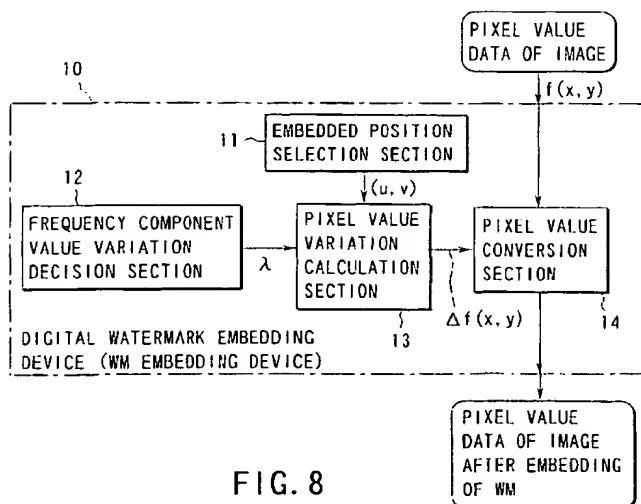 PIXEL VALUE
DATA OF IMAGE
10
f(x,y)
11
EMBEDDED POSITION
SELECTION SECTION
12
(u,v)
FREQUENCY COMPONENT
VALUE VARIATION
DECISION SECTION
λ
PIXEL VALUE
VARIATION
CALCULATION
SECTION
PIXEL VALUE
CONVERSION
SECTION
Δf(x,y)
13
14
DIGITAL WATERMARK EMBEDDING
DEVICE (WM EMBEDDING DEVICE)
PIXEL VALUE
DATA OF IMAGE
AFTER EMBEDDING
OF WM
FIG. 8